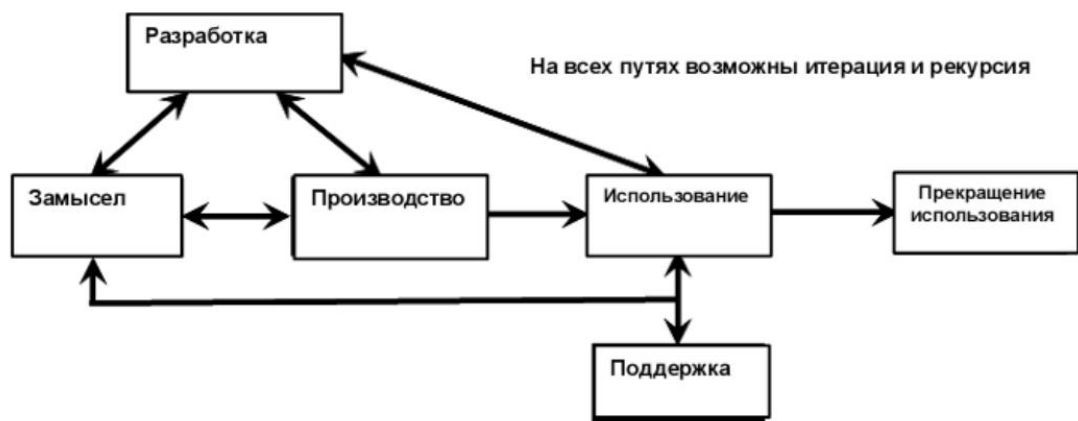 Разработка
На всех путях возможны итерация и рекурсия
Замысел
Производство
Использование
Прекращение
использования
Поддержка